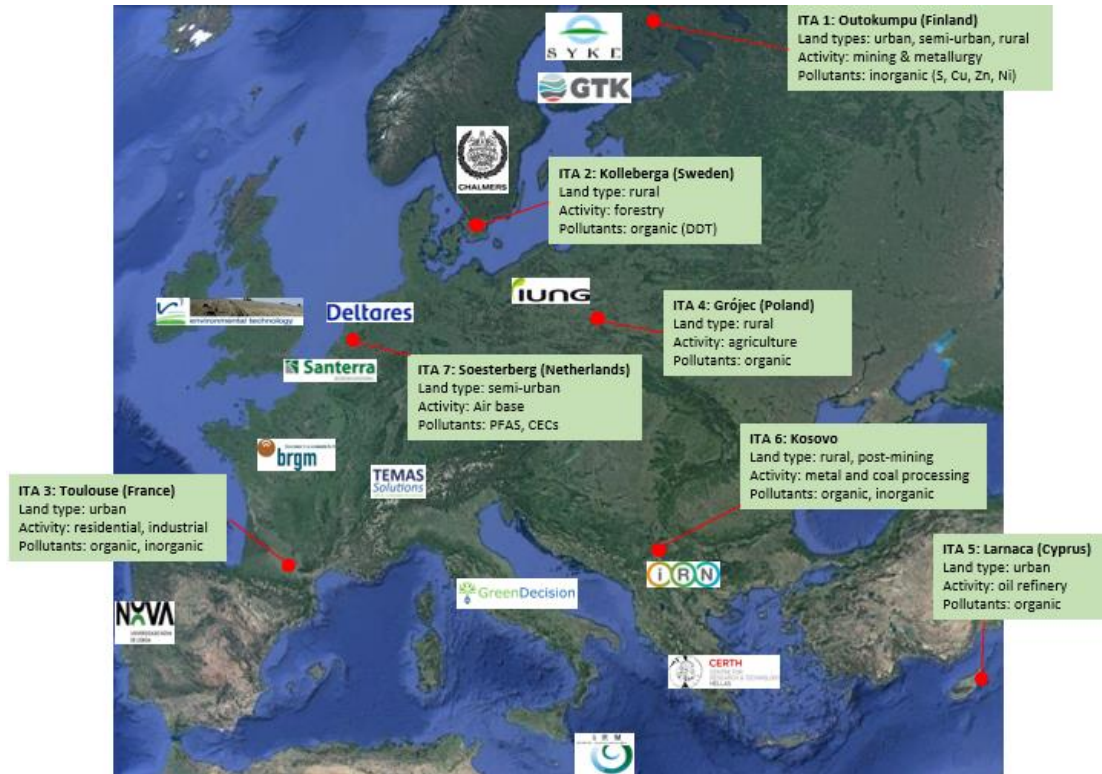 ITA 1: Outokumpu (Finland)
Land types: urban, semi-urban, rural
Activity: mining & metallurgy
Pollutants: inorganic (S, Cu, Zn, Ni)
SYKE
GTK
CHALMERS
ITA 2: Kolleberga (Sweden)
Land type: rural
Activity: forestry
Pollutants: organic (DDT)
iUNG
environmental technology
Deltares
ITA 4: Grójec (Poland)
Land type: rural
Activity: agriculture
Pollutants: organic
Santerra
ITA 7: Soesterberg (Netherlands)
Land type: semi-urban
Activity: Air base
Pollutants: PFAS, CECs
brgm
TEMAS
Solutions
ITA 6: Kosovo
Land type: rural, post-mining
Activity: metal and coal processing
Pollutants: organic, inorganic
ITA 3: Toulouse (France)
Land type: urban
Activity: residential, industrial
Pollutants: organic, inorganic
ITA 5: Larnaca (Cyprus)
Land type: urban
Activity: oil refinery
Pollutants: organic
iRN
GreenDecision
NOVA
CERTH
CENTRE FOR
RESEARCH & TECHNOLOGY
HELLAS
I R M